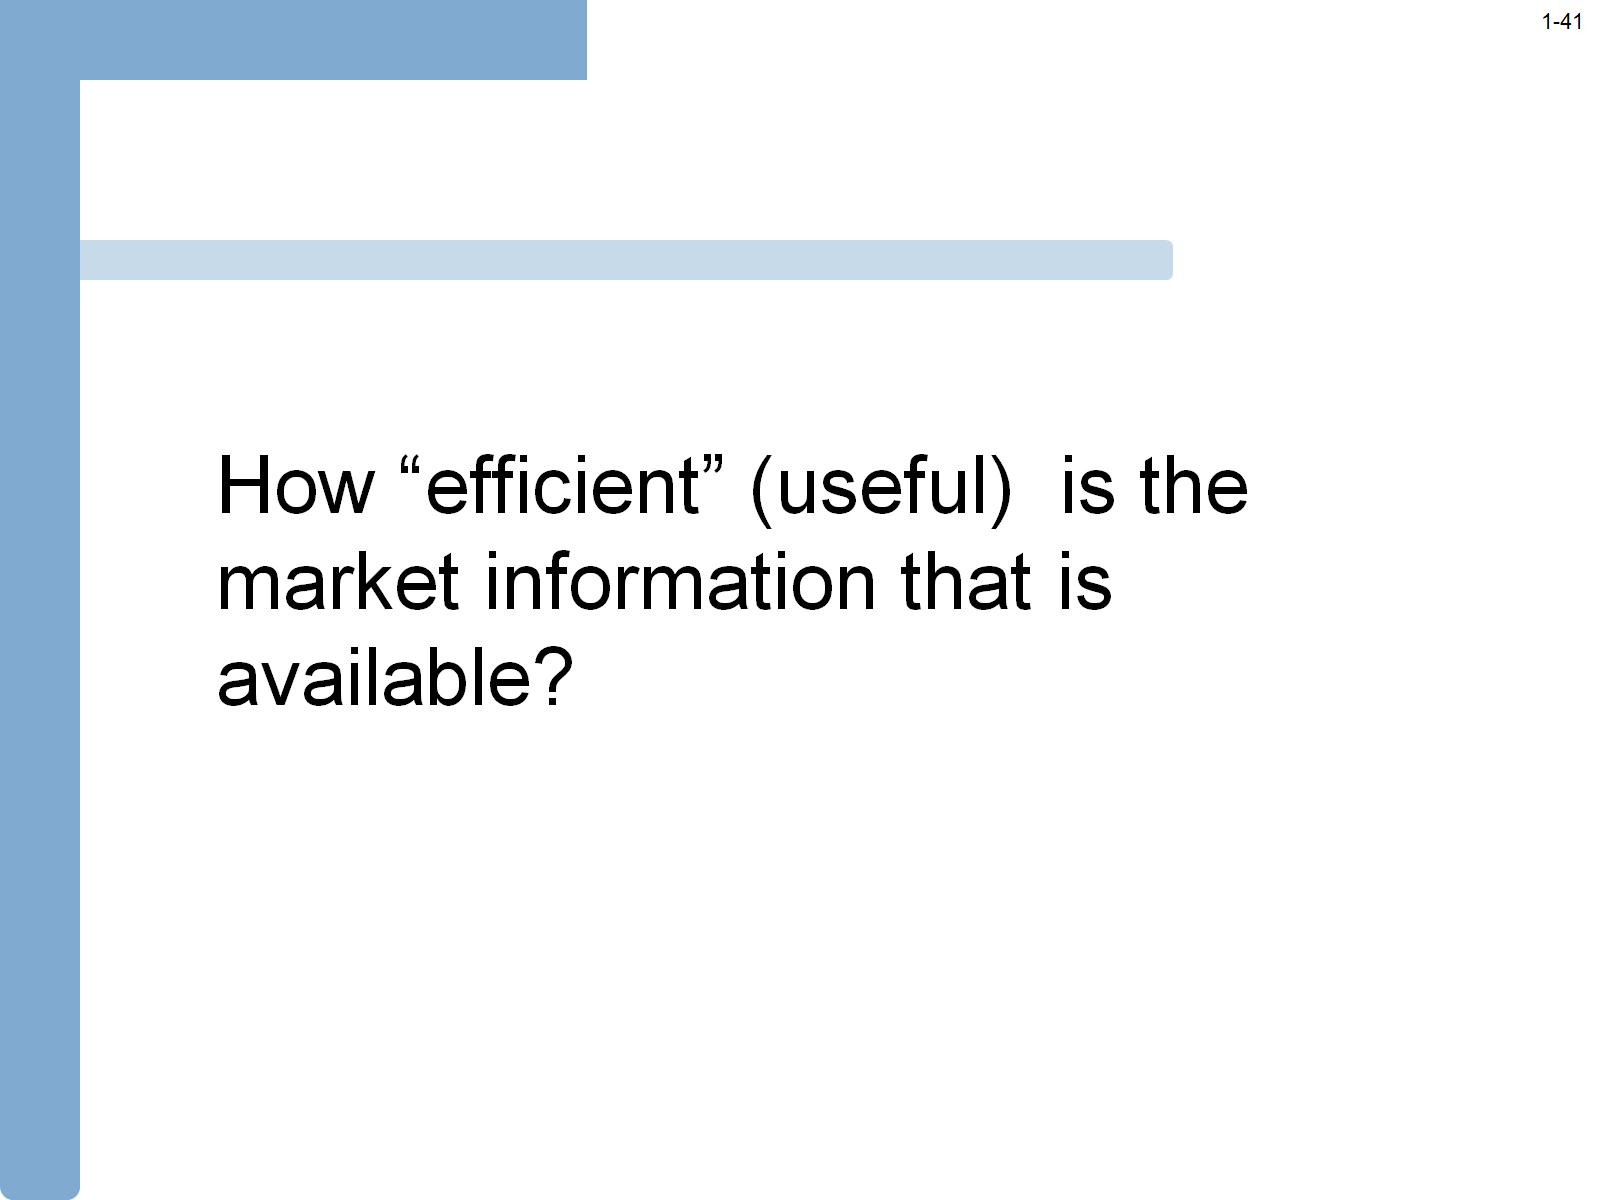 1-41
How “efficient” (useful)  is the
market information that is
available?